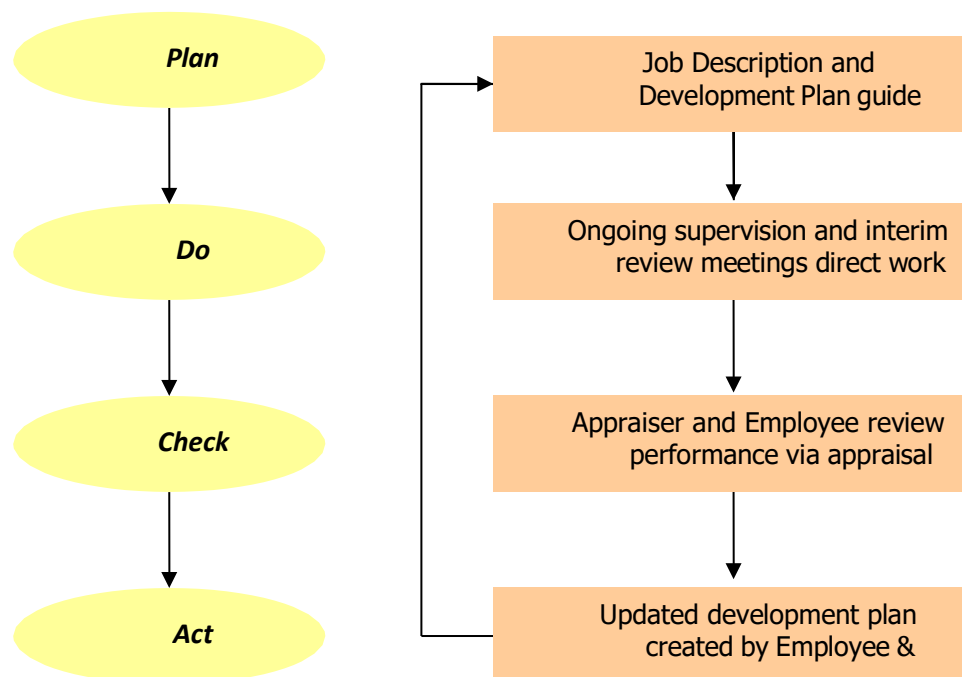 Plan
Job Description and
Development Plan guide
Do
Ongoing supervision and interim
review meetings direct work
Check
Appraiser and Employee review
performance via appraisal
Act
Updated development plan
created by Employee &